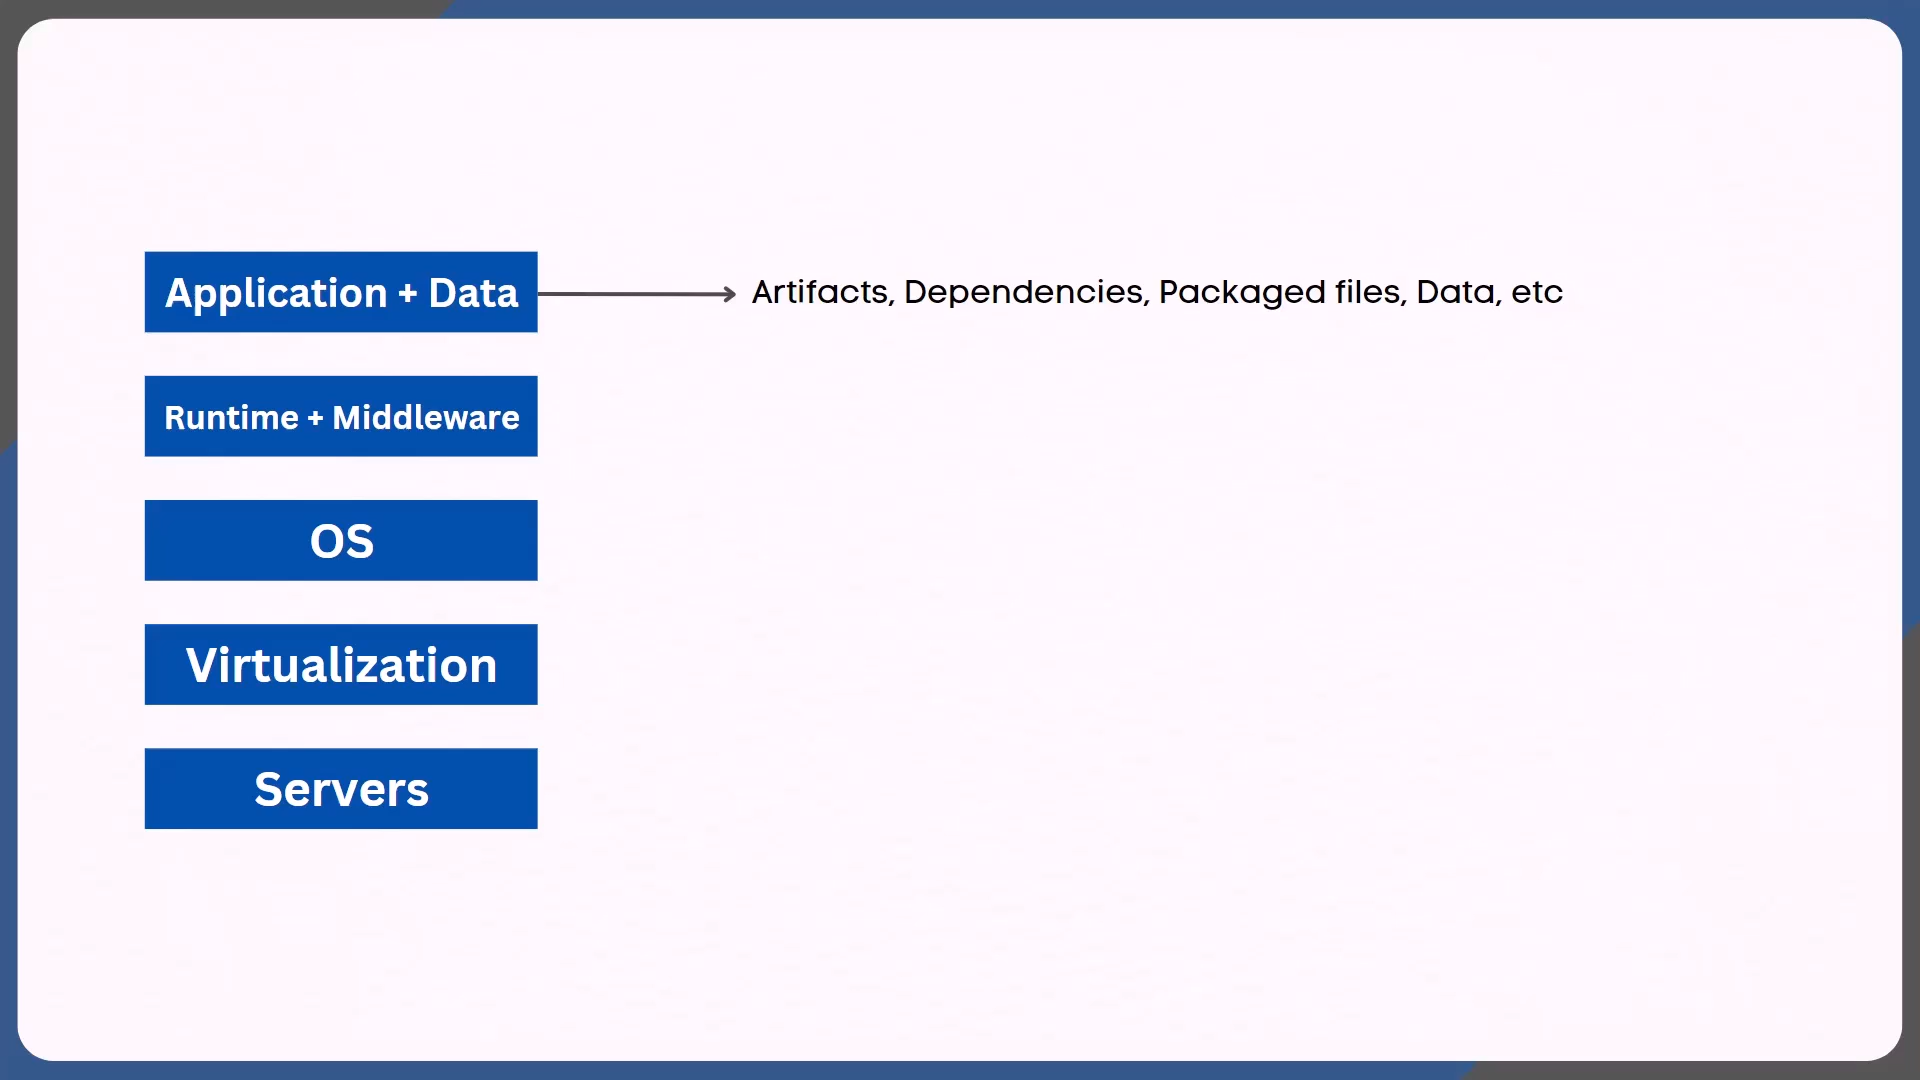 Application + Data
Artifacts, Dependencies, Packaged files, Data, etc
Runtime + Middleware
OS
Virtualization
Servers